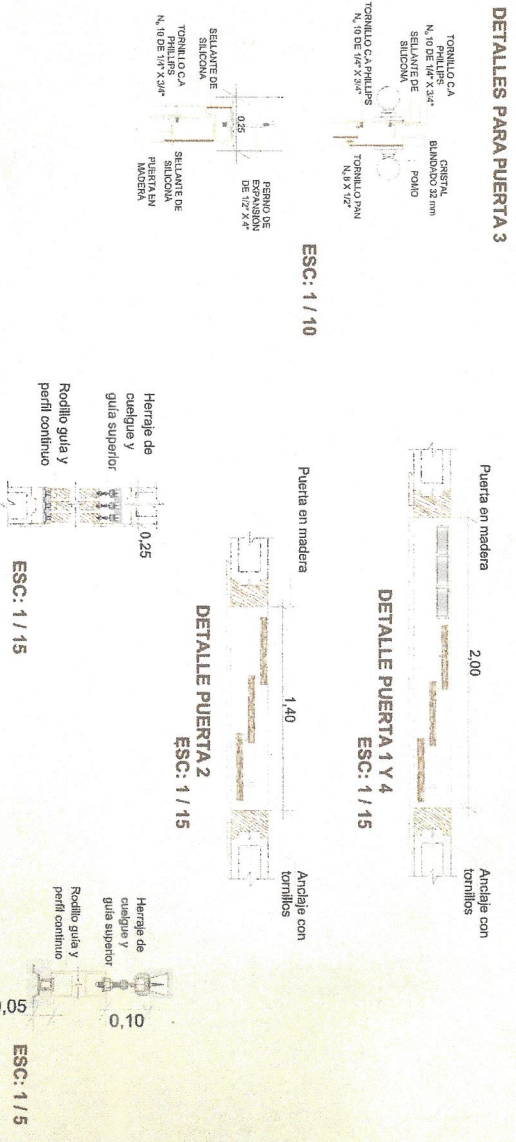 DETALLES PARA PUERTA 3
TORNILLO C.A
PHILLIPS
N. 10 DE 1/4" X 3/4"
SELLANTE DE
SILICONA
TORNILLO C.A PHILLIPS
N. 10 DE 1/4" X 3/4"
CRISTAL
BLINDADO 32 mm
POMO
TORNILLO PAN
N. 8 X 1/2"
SELLANTE DE
SILICONA
TORNILLO C.A
PHILLIPS
N. 10 DE 1/4" X 3/4"
0.25
PERNO DE
EXPANSIÓN
DE 1/2" X 4"
SELLANTE DE
SILICONA
PUERTA EN
MADERA
ESC: 1 / 10
Puerta en madera
2,00
Anclaje con
tornillos
DETALLE PUERTA 1 Y 4
ESC: 1 / 15
Puerta en madera
1,40
Anclaje con
tornillos
DETALLE PUERTA 2
ESC: 1 / 15
Herraje de
cuelgue y
guía superior
Rodillo guía y
perfil continuo
0,25
ESC: 1 / 15
Herraje de
cuelgue y
guía superior
Rodillo guía y
perfil continuo
0,10
,05
ESC: 1 / 5